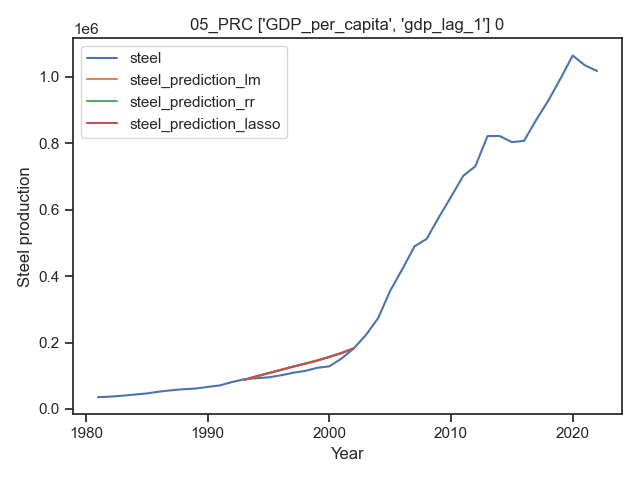 05_PRC ['GDP_per_capita', 'gdp_lag_1'] 0
1e6
steel
steel_prediction_lm
steel_prediction_rr
steel_prediction_lasso
Steel production
1.0
0.8
0.6
0.4
0.2
0.0
1980 1990 2000 2010 2020
Year